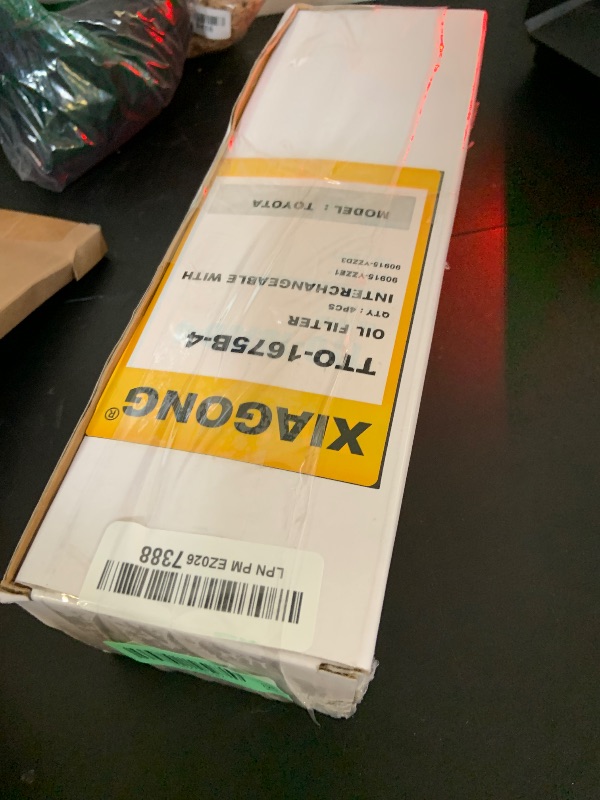 XIAGONG®
TTO-1675B-4
OIL FILTER
QTY : 4PCS
INTERCHANGEABLE WITH
90915-YZZE1
90915-YZZD3
MODEL : TOYOTA
LPN PM EZ026 7388